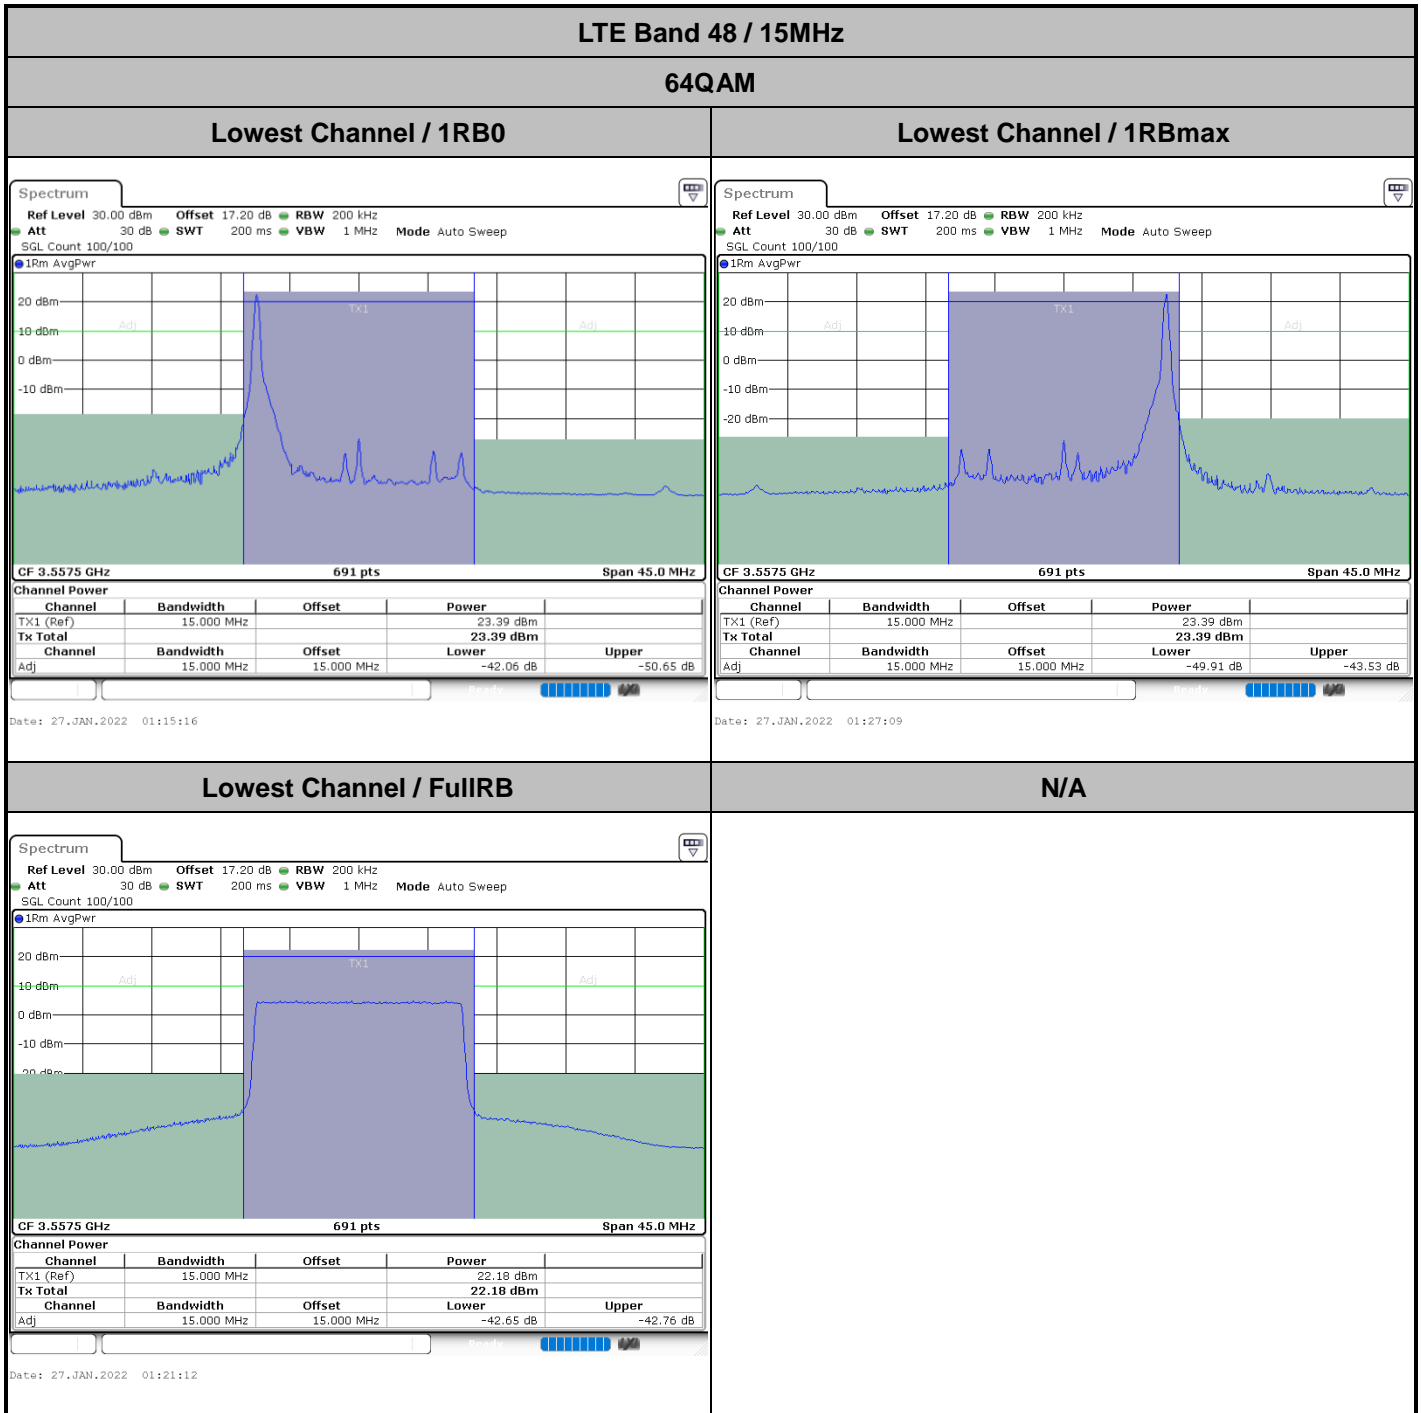 LTE Band 48 / 15MHz
64QAM
Lowest Channel / 1RB0
Lowest Channel / 1RBmax
Spectrum
Ref Level 30.00 dBm Offset 17.20 dB RBW 200 kHz
Att 30 dB SWT 200 ms VBW 1 MHz Mode Auto Sweep
SGL Count 100/100
1Rm AvgPwr
20 dBm
10 dBm
0 dBm
-10 dBm
Adj
TX1
Adj
CF 3.5575 GHz 691 pts Span 45.0 MHz
Channel Power
Channel Bandwidth Offset Power
TX1 (Ref) 15.000 MHz 23.39 dBm
Tx Total 23.39 dBm
Channel Bandwidth Offset Lower Upper
Adj 15.000 MHz 15.000 MHz -42.06 dB -50.65 dB
Ready
Date: 27.JAN.2022 01:15:16
Spectrum
Ref Level 30.00 dBm Offset 17.20 dB RBW 200 kHz
Att 30 dB SWT 200 ms VBW 1 MHz Mode Auto Sweep
SGL Count 100/100
1Rm AvgPwr
20 dBm
10 dBm
0 dBm
-10 dBm
-20 dBm
Adj
TX1
Adj
CF 3.5575 GHz 691 pts Span 45.0 MHz
Channel Power
Channel Bandwidth Offset Power
TX1 (Ref) 15.000 MHz 23.39 dBm
Tx Total 23.39 dBm
Channel Bandwidth Offset Lower Upper
Adj 15.000 MHz 15.000 MHz -49.91 dB -43.53 dB
Ready
Date: 27.JAN.2022 01:27:09
Lowest Channel / FullRB
N/A
Spectrum
Ref Level 30.00 dBm Offset 17.20 dB RBW 200 kHz
Att 30 dB SWT 200 ms VBW 1 MHz Mode Auto Sweep
SGL Count 100/100
1Rm AvgPwr
20 dBm
10 dBm
0 dBm
-10 dBm
-20 dBm
Adj
TX1
Adj
CF 3.5575 GHz 691 pts Span 45.0 MHz
Channel Power
Channel Bandwidth Offset Power
TX1 (Ref) 15.000 MHz 22.18 dBm
Tx Total 22.18 dBm
Channel Bandwidth Offset Lower Upper
Adj 15.000 MHz 15.000 MHz -42.65 dB -42.76 dB
Ready
Date: 27.JAN.2022 01:21:12